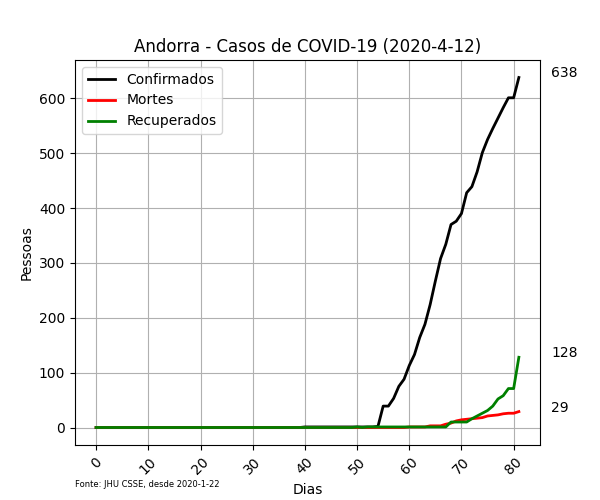 Andorra - Casos de COVID-19 (2020-4-12)
Confirmados
Mortes
Recuperados
638
128
29
Pessoas
600
500
400
300
200
100
0
0
10
20
30
40
50
60
70
80
Fonte: JHU CSSE, desde 2020-1-22
Dias